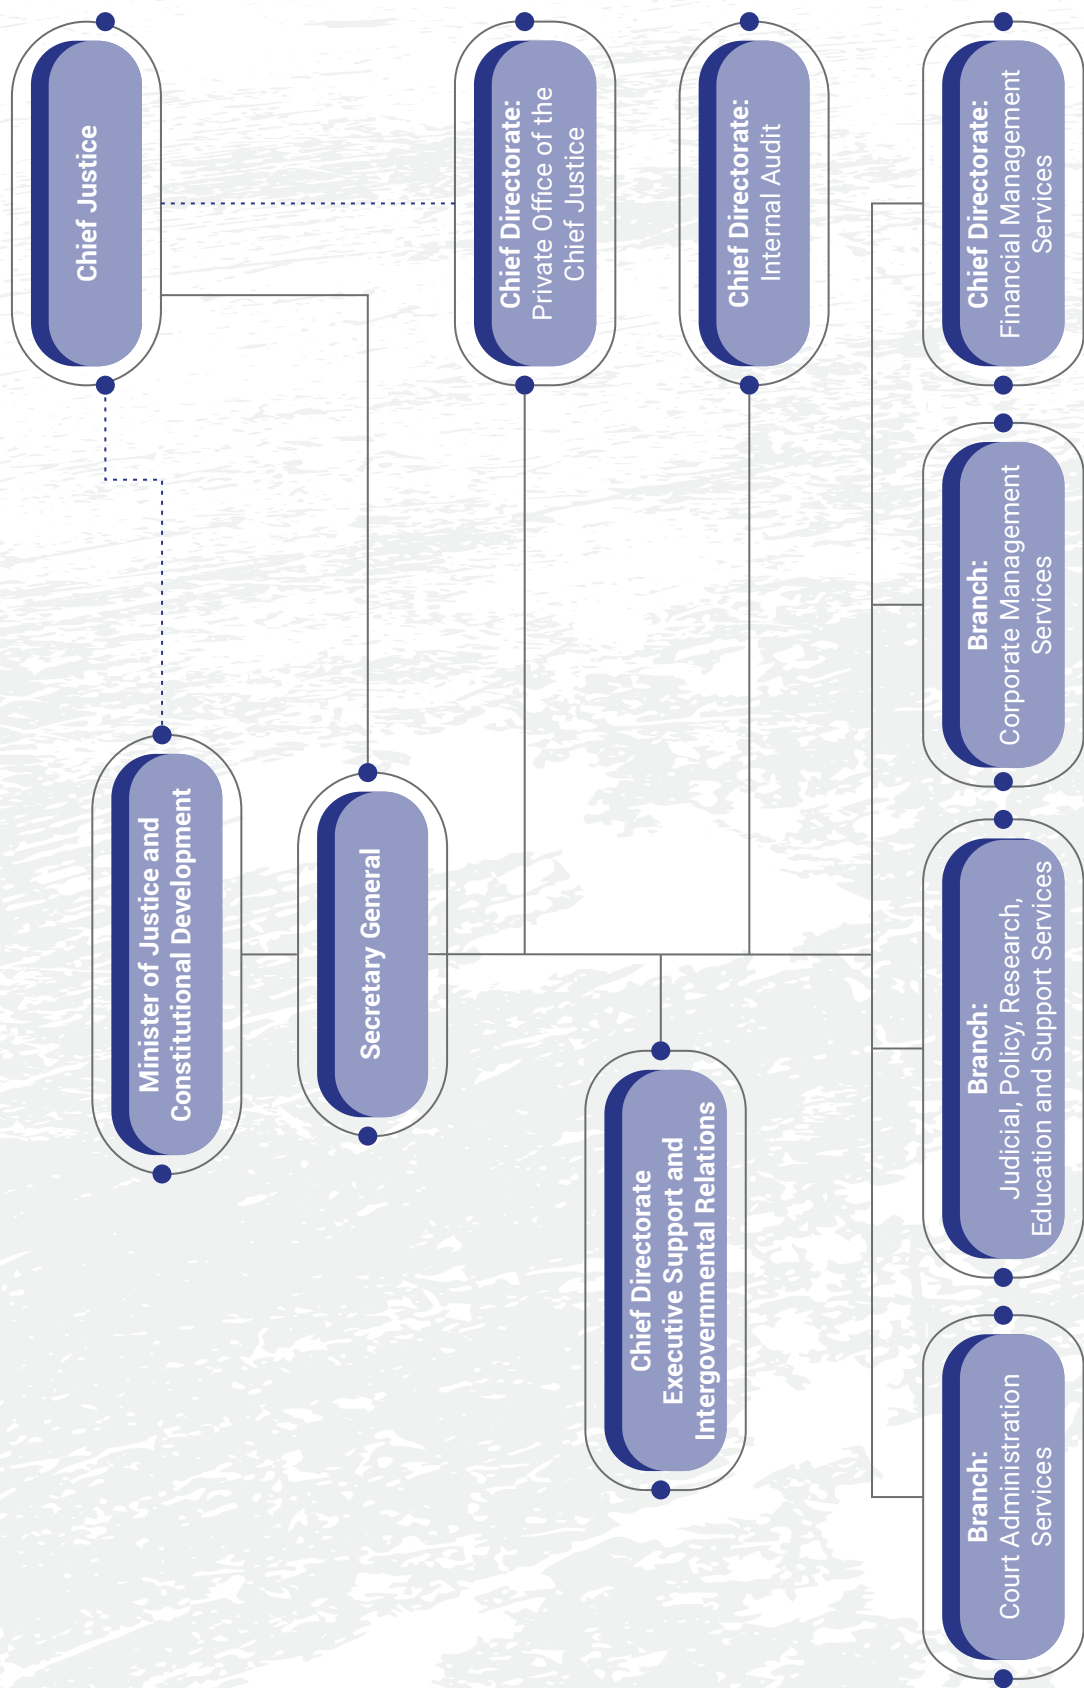 Minister of Justice and
Constitutional Development
Chief Justice
Secretary General
Chief Directorate:
Private Office of the
Chief Justice
Chief Directorate
Executive Support and
Intergovernmental Relations
Chief Directorate:
Internal Audit
Branch:
Court Administration
Services
Branch:
Judicial, Policy, Research,
Education and Support Services
Branch:
Corporate Management
Services
Chief Directorate:
Financial Management
Services